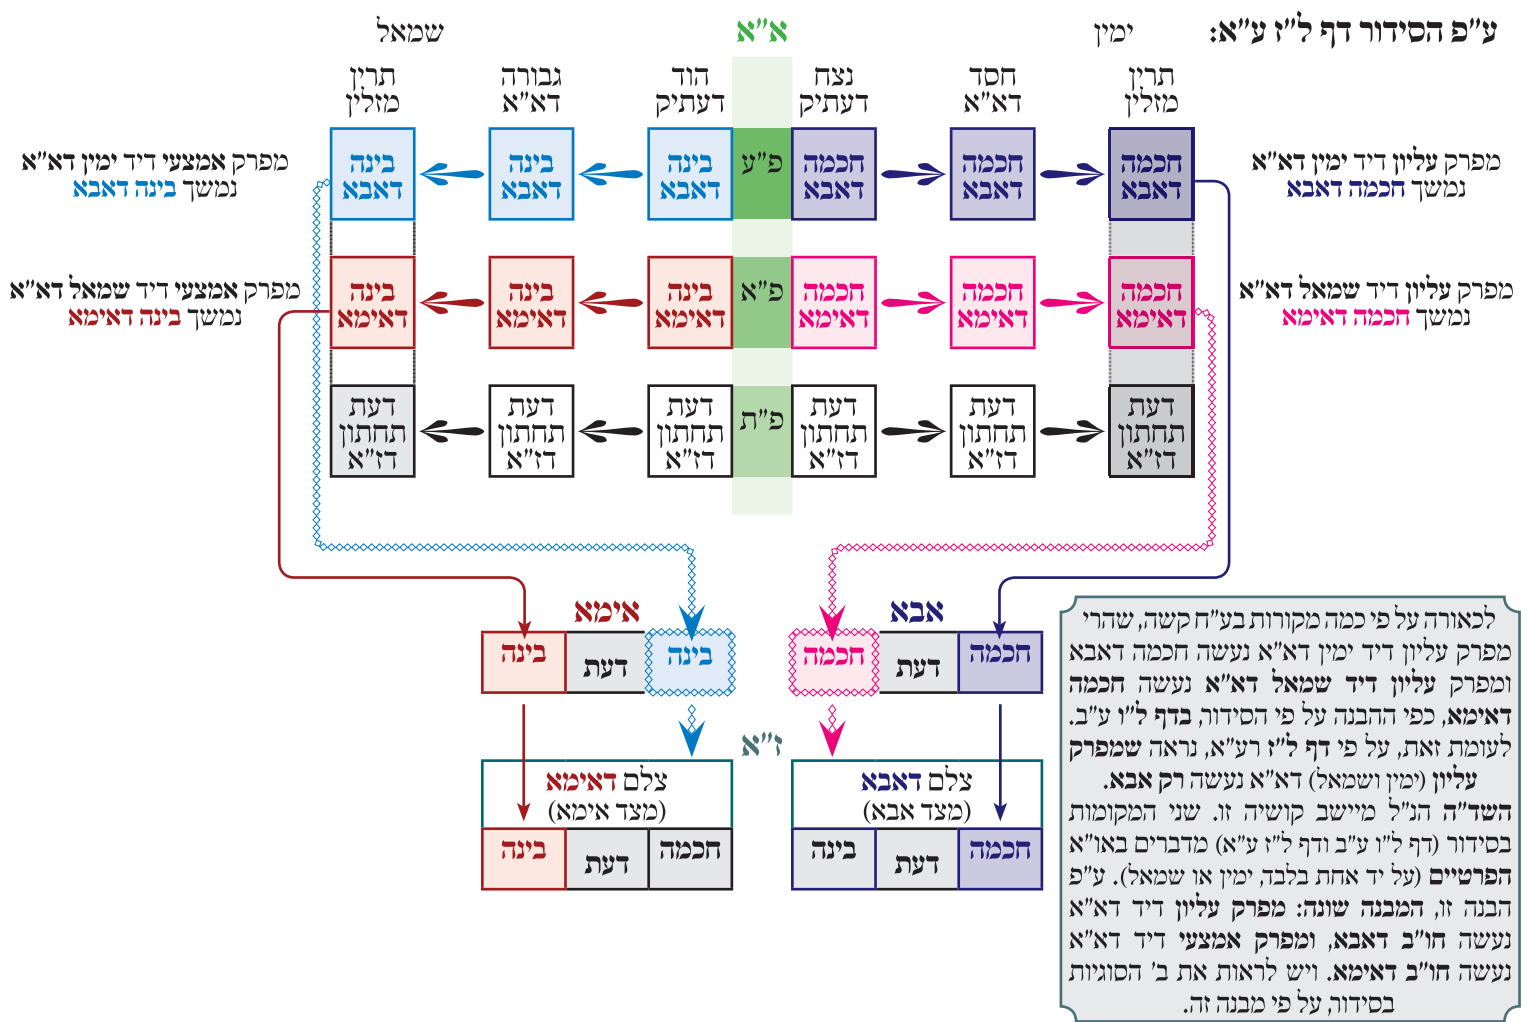 ע"פ הסידור דף ל"ז ע"א:
ימין
א"א
שמאל
תרין
מזלין
חסד
דא"א
נצח
דעתיק
הוד
דעתיק
גבורה
דא"א
תרין
מזלין
מפרק עליון דיד ימין דא"א
נמשך חכמה דאבא
חכמה
דאבא
חכמה
דאבא
חכמה
דאבא
פ"ע
בינה
דאבא
בינה
דאבא
בינה
דאבא
מפרק אמצעי דיד ימין דא"א
נמשך בינה דאבא
מפרק עליון דיד שמאל דא"א
נמשך חכמה דאימא
חכמה
דאימא
חכמה
דאימא
חכמה
דאימא
פ"א
בינה
דאימא
בינה
דאימא
בינה
דאימא
מפרק אמצעי דיד שמאל דא"א
נמשך בינה דאימא
דעת
תחתון
דז"א
דעת
תחתון
דז"א
דעת
תחתון
דז"א
פ"ת
דעת
תחתון
דז"א
דעת
תחתון
דז"א
דעת
תחתון
דז"א
אבא
חכמה
דעת
חכמה
אימא
בינה
דעת
בינה
ז"א
צלם דאבא
(מצד אבא)
חכמה
דעת
בינה
צלם דאימא
(מצד אימא)
חכמה
דעת
בינה
לכאורה על פי כמה מקורות בע"ח קשה, שהרי
מפרק עליון דיד ימין דא"א נעשה חכמה דאבא
ומפרק עליון דיד שמאל דא"א נעשה חכמה
דאימא, כפי ההבנה על פי הסידור, בדף ל"ו ע"ב.
לעומת זאת, על פי דף ל"ז רע"א, נראה שמפרק
עליון (ימין ושמאל) דא"א נעשה רק אבא.
השד"ה הנ"ל מיישב קושיה זו. שני המקומות
בסידור (דף ל"ו ע"ב ודף ל"ז ע"א) מדברים באו"א
הפרטיים (על יד אחת בלבד, ימין או שמאל). ע"פ
הבנה זו, המבנה שונה: מפרק עליון דיד דא"א
נעשה חו"ב דאבא, ומפרק אמצעי דיד דא"א
נעשה חו"ב דאימא. ויש לראות את ב' הסוגיות
בסידור, על פי מבנה זה.